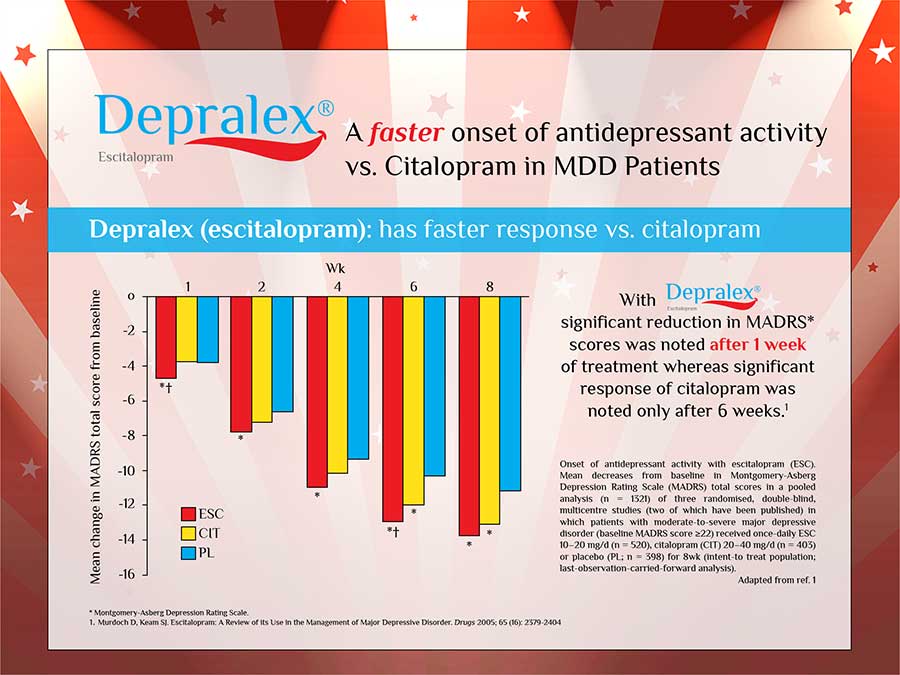 Depralex®
Escitalopram
A faster onset of antidepressant activity
vs. Citalopram in MDD Patients
Depralex (escitalopram): has faster response vs. citalopram
Wk
1 2 4 6 8
Mean change in MADRS total score from baseline
0
-2
-4
-6
-8
-10
-12
-14
-16
*†
*
*
*†
*
*
*
ESC
CIT
PL
With Depralex®
Escitalopram
significant reduction in MADRS*
scores was noted after 1 week
of treatment whereas significant
response of citalopram was
noted only after 6 weeks.1
Onset of antidepressant activity with escitalopram (ESC).
Mean decreases from baseline in Montgomery-Asberg
Depression Rating Scale (MADRS) total scores in a pooled
analysis (n = 1321) of three randomised, double-blind,
multicentre studies (two of which have been published) in
which patients with moderate-to-severe major depressive
disorder (baseline MADRS score ≥22) received once-daily ESC
10–20 mg/d (n = 520), citalopram (CIT) 20–40 mg/d (n = 403)
or placebo (PL; n = 398) for 8wk (intent-to treat population;
last-observation-carried-forward analysis).
Adapted from ref. 1
* Montgomery-Asberg Depression Rating Scale.
1. Murdoch D, Keam SJ. Escitalopram: A Review of its Use in the Management of Major Depressive Disorder. Drugs 2005; 65 (16): 2379-2404